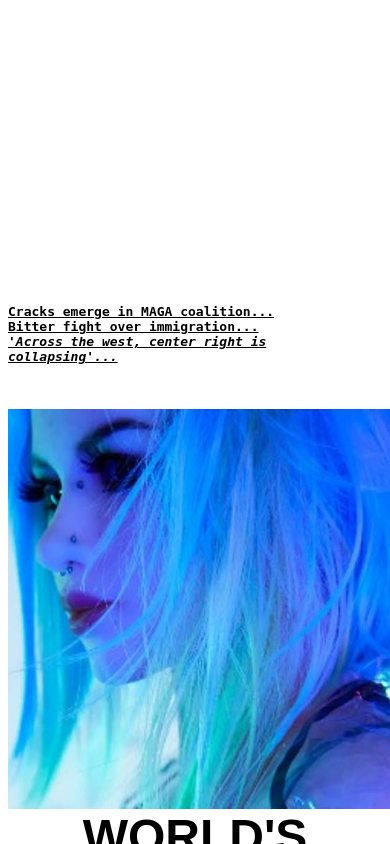 Cracks emerge in MAGA coalition...
Bitter fight over immigration...
'Across the west, center right is
collapsing'...
WORLD'S